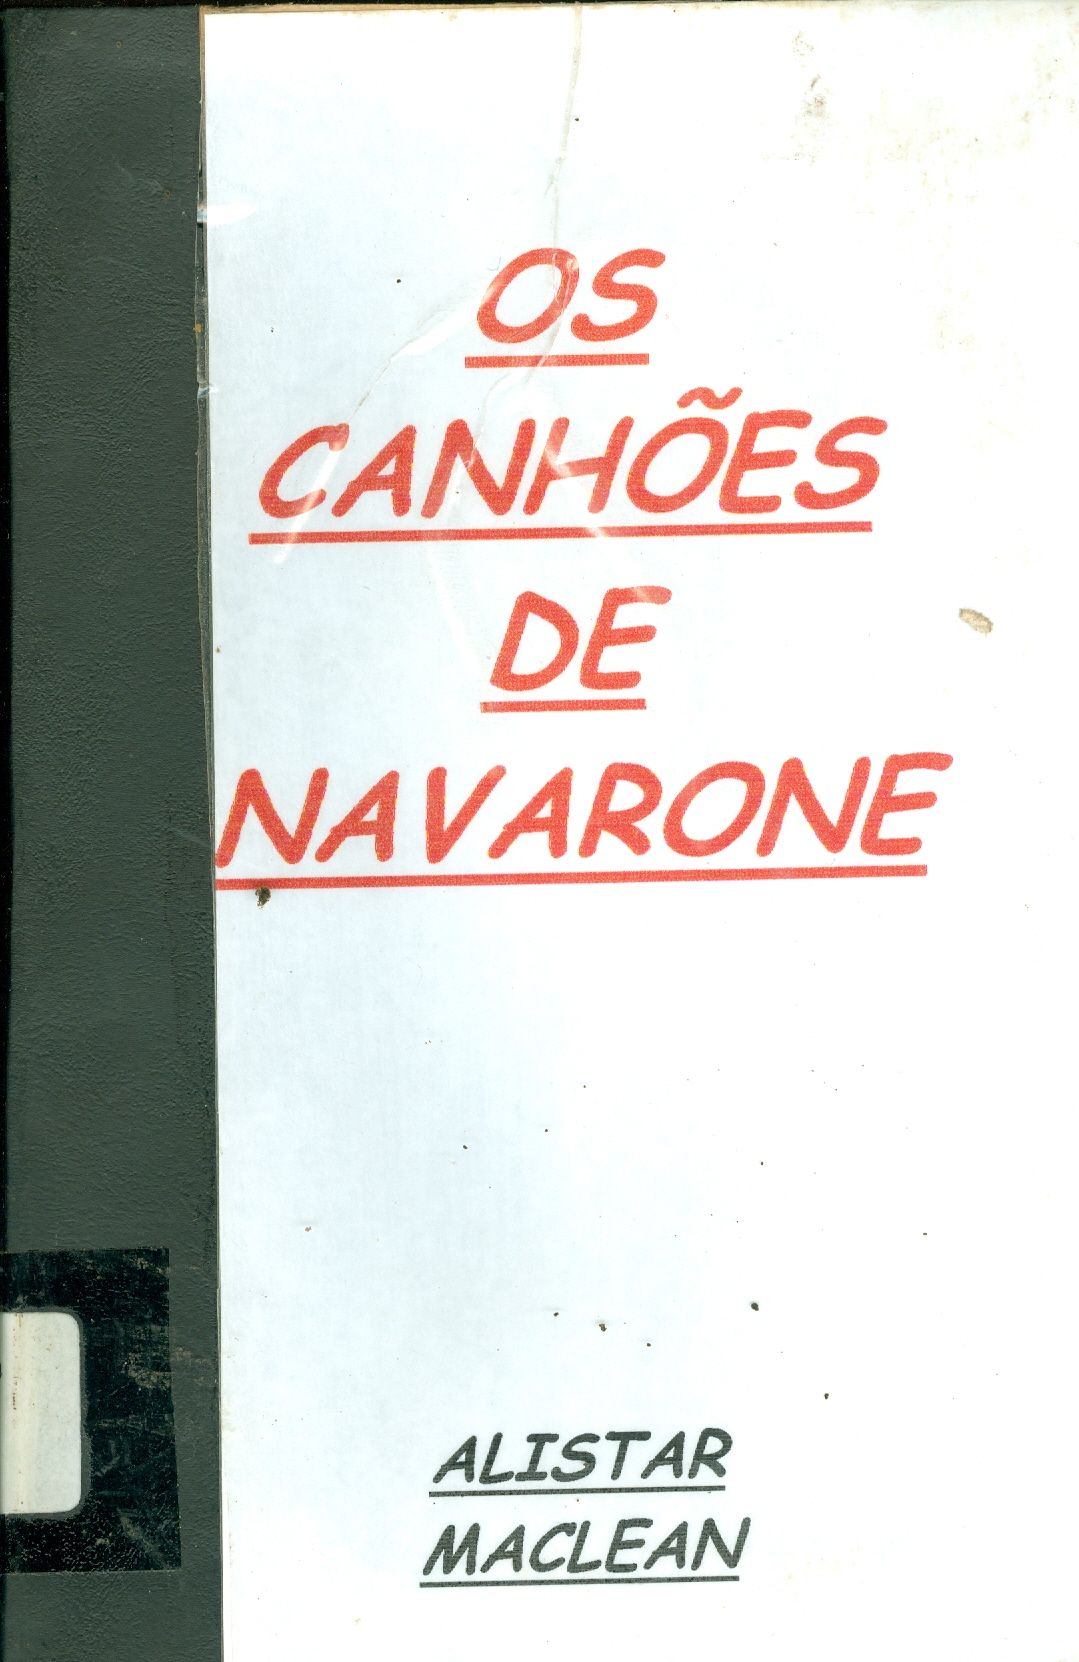 OS
CANHÕES
DE
NAVARONE
ALISTAR
MACLEAN